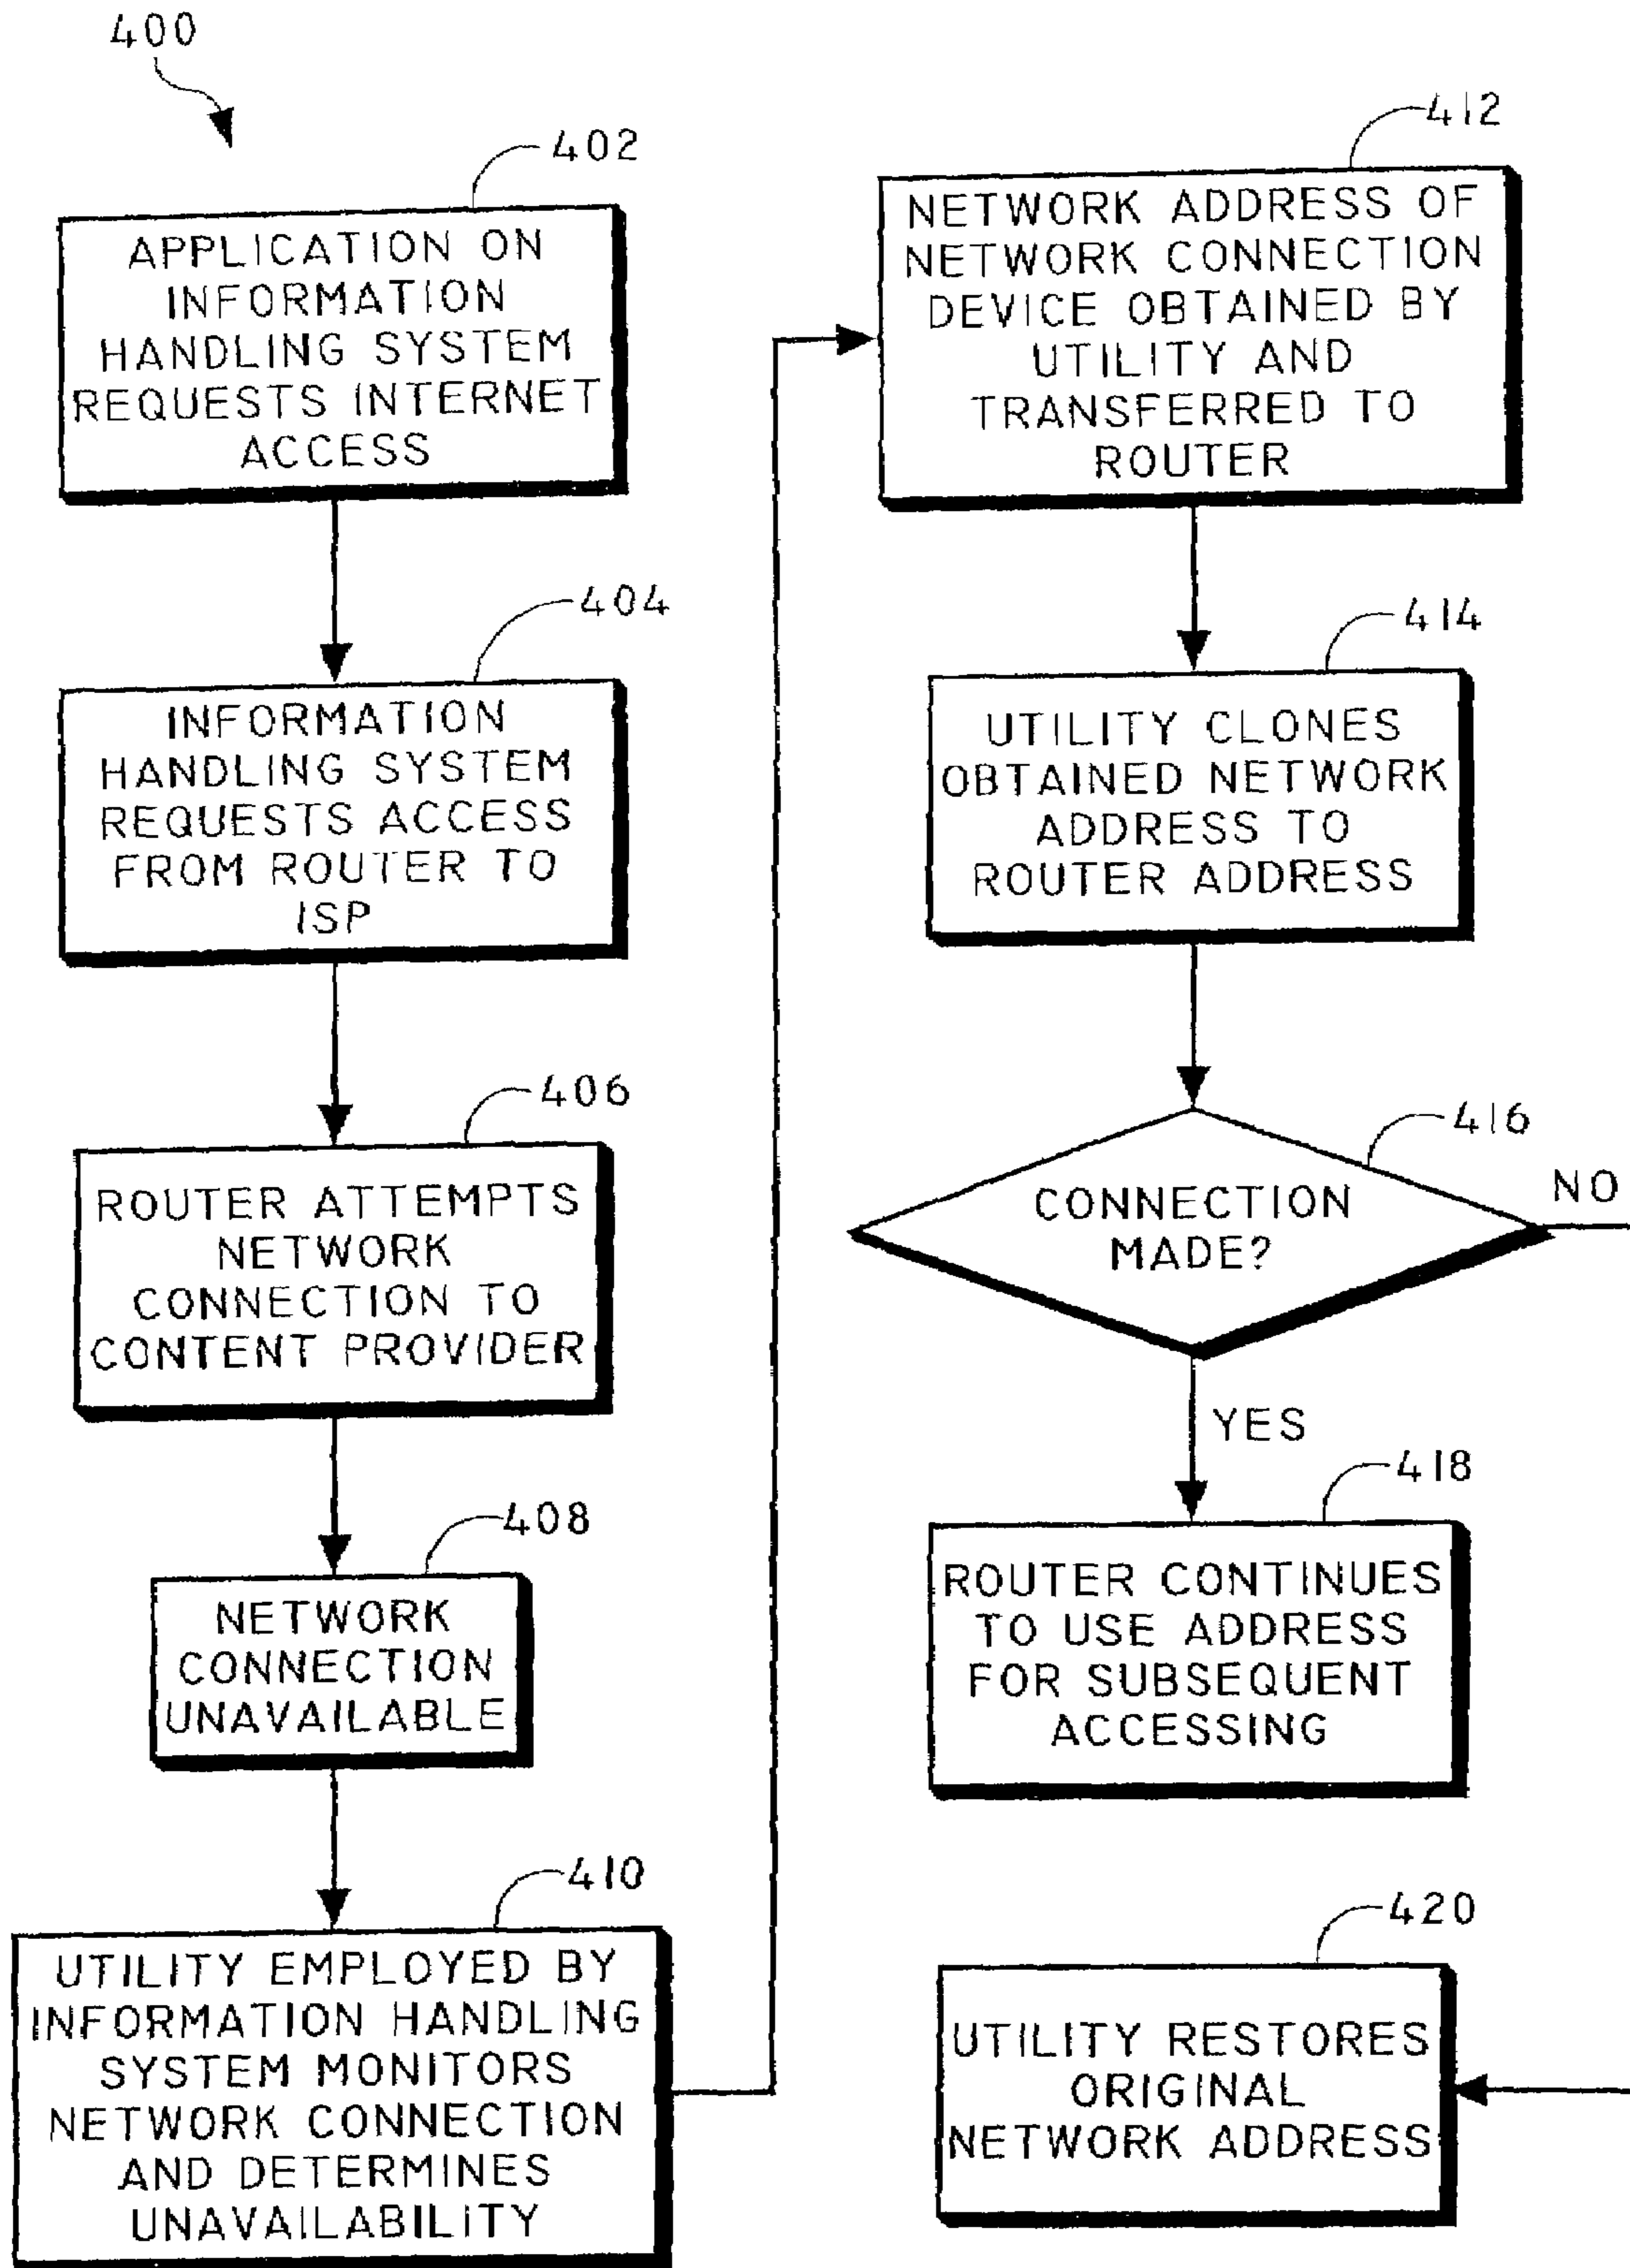 400
402
APPLICATION ON
INFORMATION
HANDLING SYSTEM
REQUESTS INTERNET
ACCESS
404
INFORMATION
HANDLING SYSTEM
REQUESTS ACCESS
FROM ROUTER TO
ISP
406
ROUTER ATTEMPTS
NETWORK
CONNECTION TO
CONTENT PROVIDER
408
NETWORK
CONNECTION
UNAVAILABLE
410
UTILITY EMPLOYED BY
INFORMATION HANDLING
SYSTEM MONITORS
NETWORK CONNECTION
AND DETERMINES
UNAVAILABILITY
412
NETWORK ADDRESS OF
NETWORK CONNECTION
DEVICE OBTAINED BY
UTILITY AND
TRANSFERRED TO
ROUTER
414
UTILITY CLONES
OBTAINED NETWORK
ADDRESS TO
ROUTER ADDRESS
416
CONNECTION
MADE?
NO
YES
418
ROUTER CONTINUES
TO USE ADDRESS
FOR SUBSEQUENT
ACCESSING
420
UTILITY RESTORES
ORIGINAL
NETWORK ADDRESS